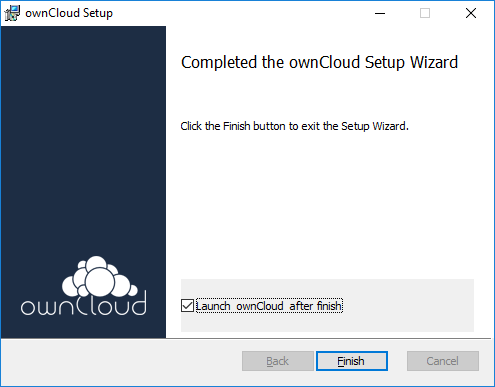 ownCloud Setup
Completed the ownCloud Setup Wizard
Click the Finish button to exit the Setup Wizard.
ownCloud
Launch ownCloud after finish
Back
Finish
Cancel